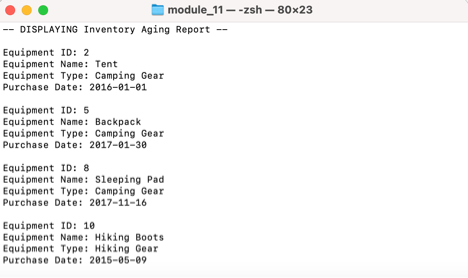 module_11 — -zsh — 80×23
-- DISPLAYING Inventory Aging Report --
Equipment ID: 2
Equipment Name: Tent
Equipment Type: Camping Gear
Purchase Date: 2016-01-01
Equipment ID: 5
Equipment Name: Backpack
Equipment Type: Camping Gear
Purchase Date: 2017-01-30
Equipment ID: 8
Equipment Name: Sleeping Pad
Equipment Type: Camping Gear
Purchase Date: 2017-11-16
Equipment ID: 10
Equipment Name: Hiking Boots
Equipment Type: Hiking Gear
Purchase Date: 2015-05-09